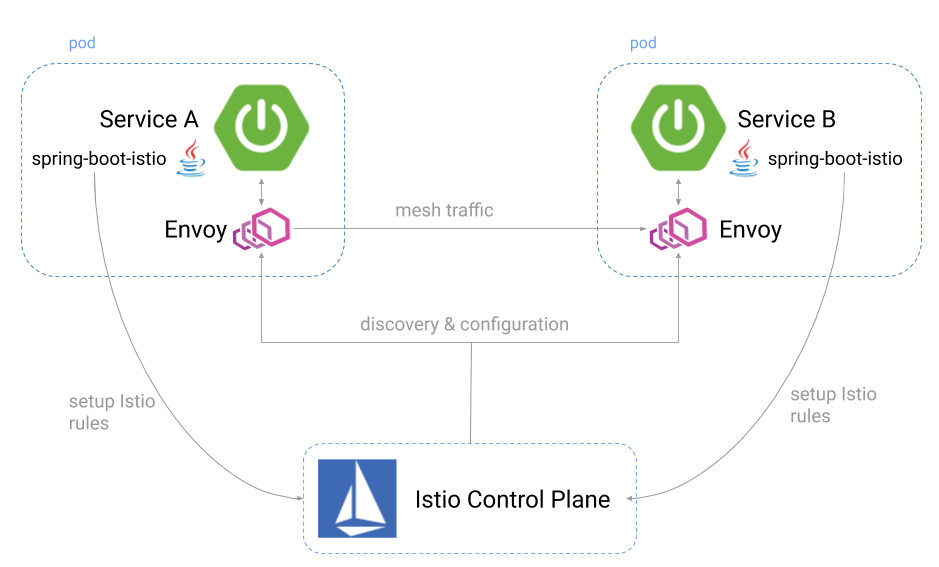 pod
pod
Service A
Service B
spring-boot-istio
spring-boot-istio
mesh traffic
Envoy
Envoy
discovery & configuration
setup Istio
rules
setup Istio
rules
Istio Control Plane